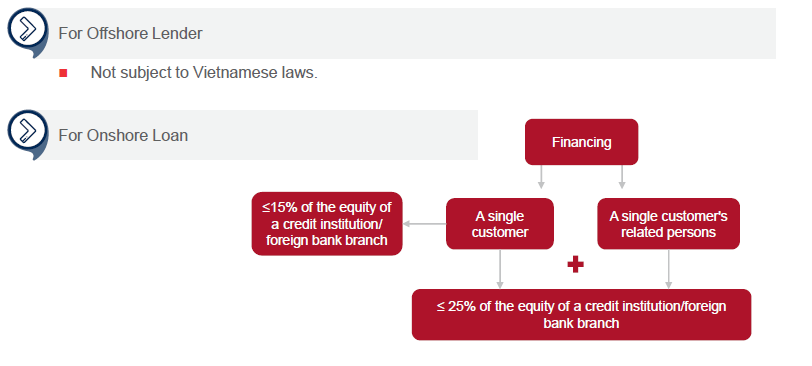 For Offshore Lender
Not subject to Vietnamese laws.
For Onshore Loan
Financing
≤15% of the equity of
a credit institution/
foreign bank branch
A single
customer
A single customer's
related persons
≤ 25% of the equity of a credit institution/foreign
bank branch